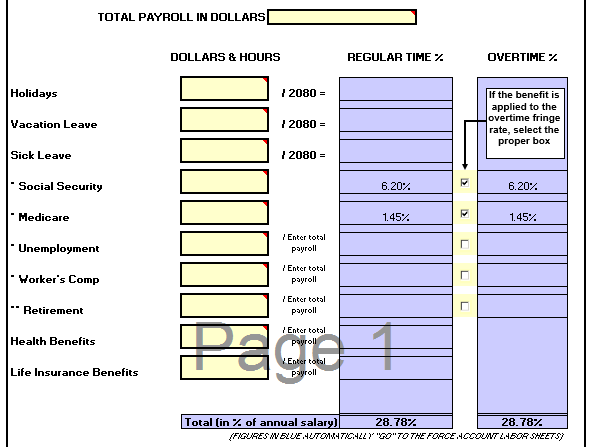 TOTAL PAYROLL IN DOLLARS
DOLLARS & HOURS REGULAR TIME % OVERTIME %
If the benefit is
applied to the
overtime fringe
rate, select the
proper box
Holidays / 2080 =
Vacation Leave / 2080 =
Sick Leave / 2080 =
* Social Security 6.20% 6.20%
* Medicare 1.45% 1.45%
* Unemployment / Enter total
payroll
* Worker's Comp / Enter total
payroll
** Retirement / Enter total
payroll
Health Benefits / Enter total
payroll
Life Insurance Benefits / Enter total
payroll
Page 1
Total (in % of annual salary) 28.78% 28.78%
(FIGURES IN BLUE AUTOMATICALLY "GO" TO THE FORCE ACCOUNT LABOR SHEETS)